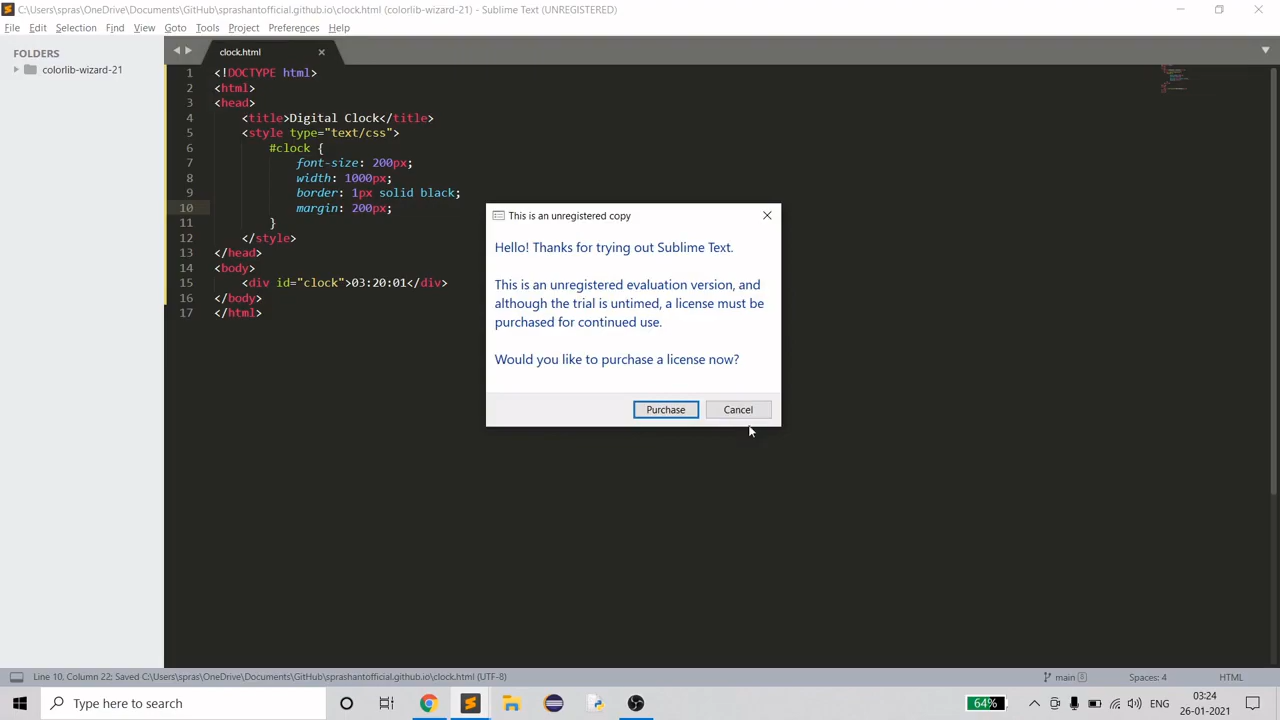 C:\Users\spras\OneDrive\Documents\GitHub\sprashantofficial.github.io\clock.html (colorlib-wizard-21) - Sublime Text (UNREGISTERED)
File Edit Selection Find View Goto Tools Project Preferences Help
FOLDERS
colorlib-wizard-21
clock.html
1 <!DOCTYPE html>
2 <html>
3 <head>
4 <title>Digital Clock</title>
5 <style type="text/css">
6 #clock {
7 font-size: 200px;
8 width: 1000px;
9 border: 1px solid black;
10 margin: 200px;
11 }
12 </style>
13 </head>
14 <body>
15 <div id="clock">03:20:01</div>
16 </body>
17 </html>
This is an unregistered copy
Hello! Thanks for trying out Sublime Text.
This is an unregistered evaluation version, and
although the trial is untimed, a license must be
purchased for continued use.
Would you like to purchase a license now?
Purchase Cancel
Line 10, Column 22; Saved C:\Users\spras\OneDrive\Documents\GitHub\sprashantofficial.github.io\clock.html (UTF-8)
main 8
Spaces: 4
HTML
Type here to search
64%
ENG
03:24
26-01-2021